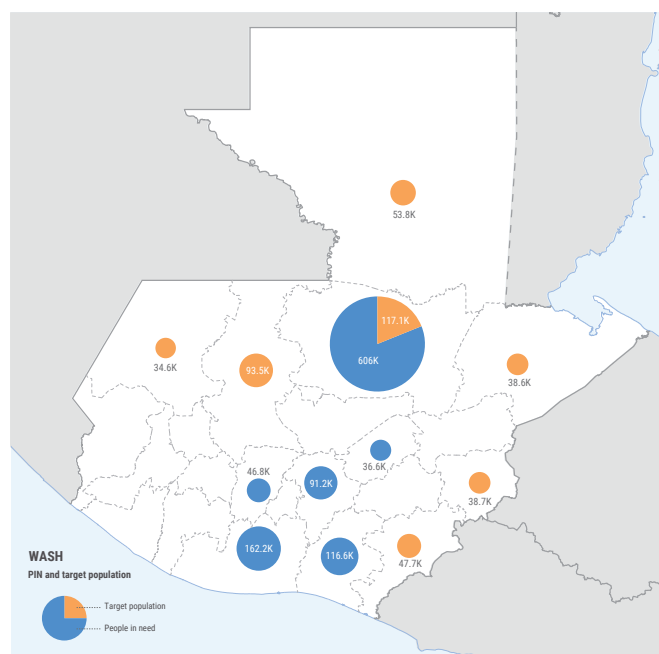 53.8K
117.1K
606K
34.6K
93.5K
38.6K
36.6K
46.8K
91.2K
38.7K
162.2K
116.6K
47.7K
WASH
PIN and target population
Target population
People in need